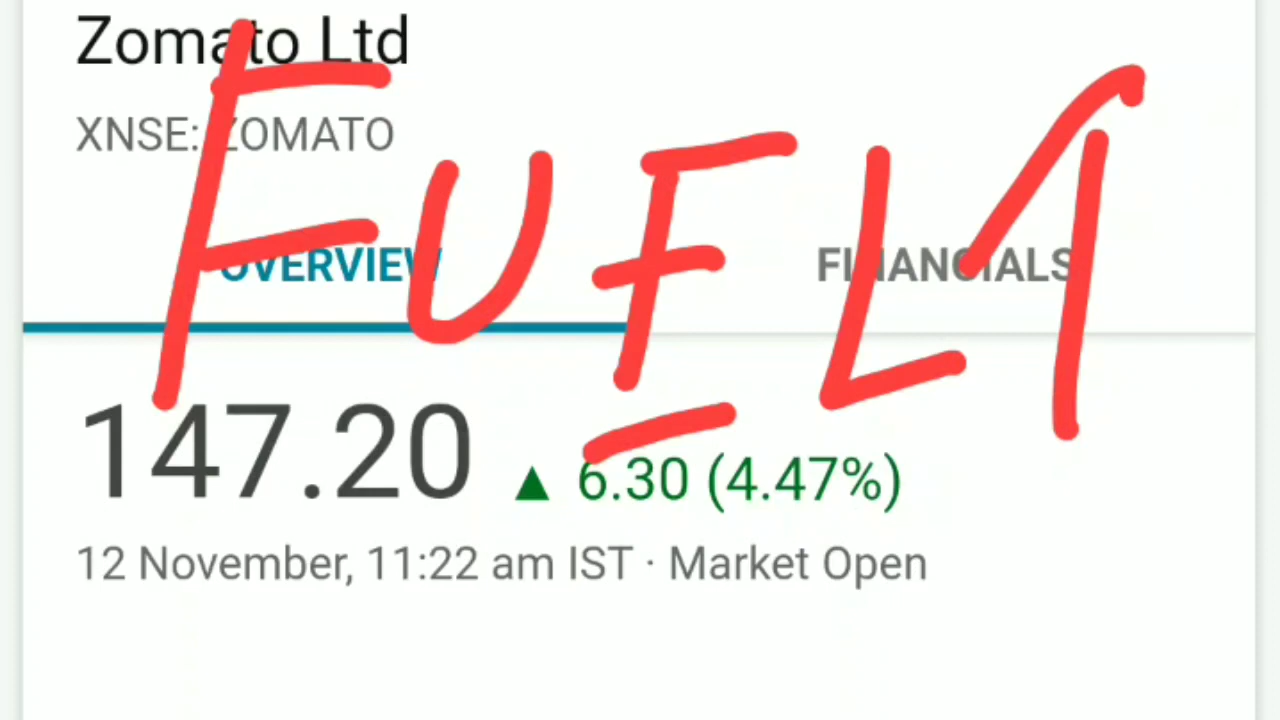 Zomato Ltd
XNSE: ZOMATO
FUEL
OVERVIEW FINANCIALS
147.20 ▲ 6.30 (4.47%)
12 November, 11:22 am IST · Market Open